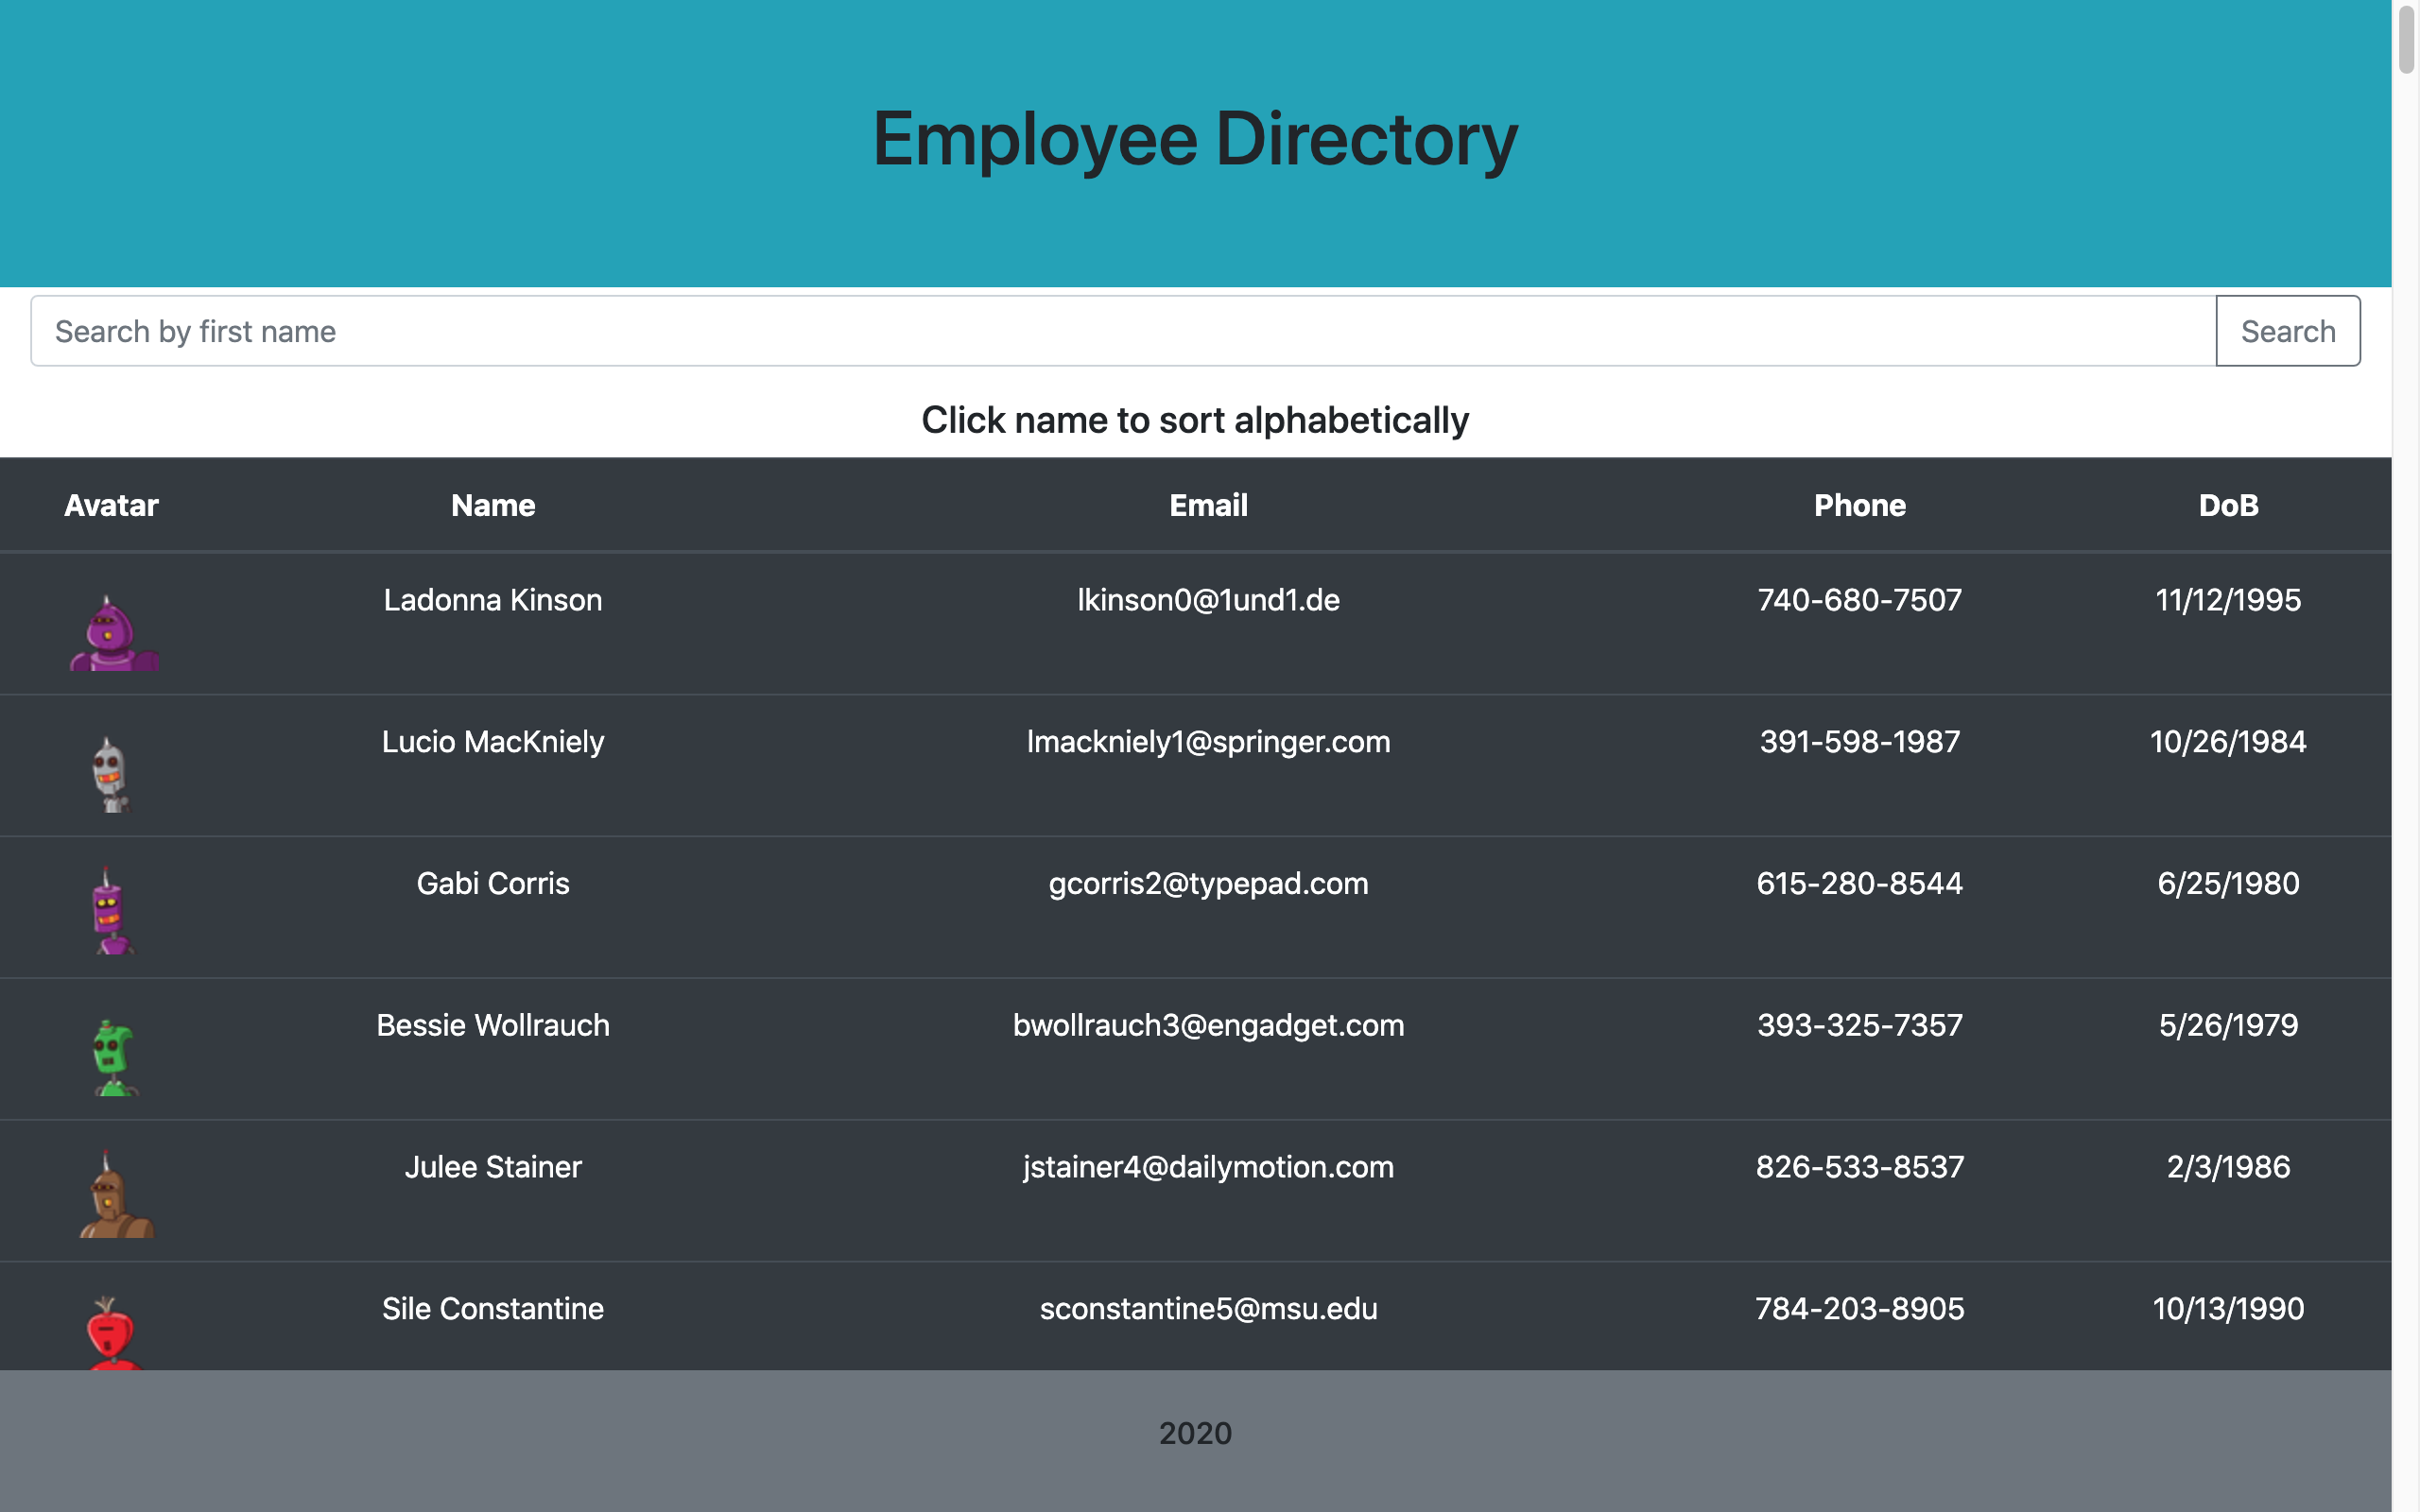 Employee Directory
Search by first name Search
Click name to sort alphabetically
Avatar Name Email Phone DoB
Ladonna Kinson lkinson0@1und1.de 740-680-7507 11/12/1995
Lucio MacKniely lmackniely1@springer.com 391-598-1987 10/26/1984
Gabi Corris gcorris2@typepad.com 615-280-8544 6/25/1980
Bessie Wollrauch bwollrauch3@engadget.com 393-325-7357 5/26/1979
Julee Stainer jstainer4@dailymotion.com 826-533-8537 2/3/1986
Sile Constantine sconstantine5@msu.edu 784-203-8905 10/13/1990
2020